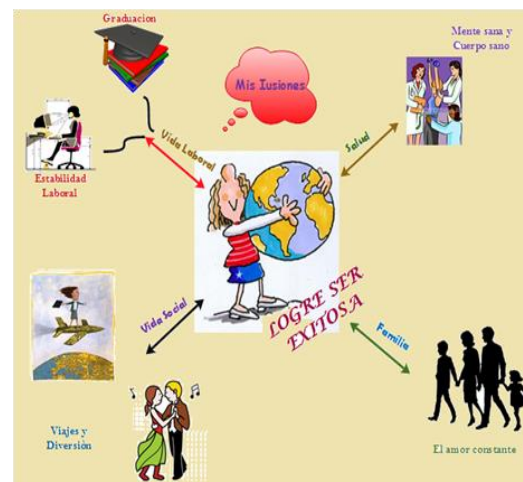 Graduacion
Mente sana y
Cuerpo sano
Mis Iusiones
Vida Laboral
Salud
Estabilidad
Laboral
LOGRE SER
EXITOSA
Vida Social
Familia
Viajes y
Diversión
El amor constante